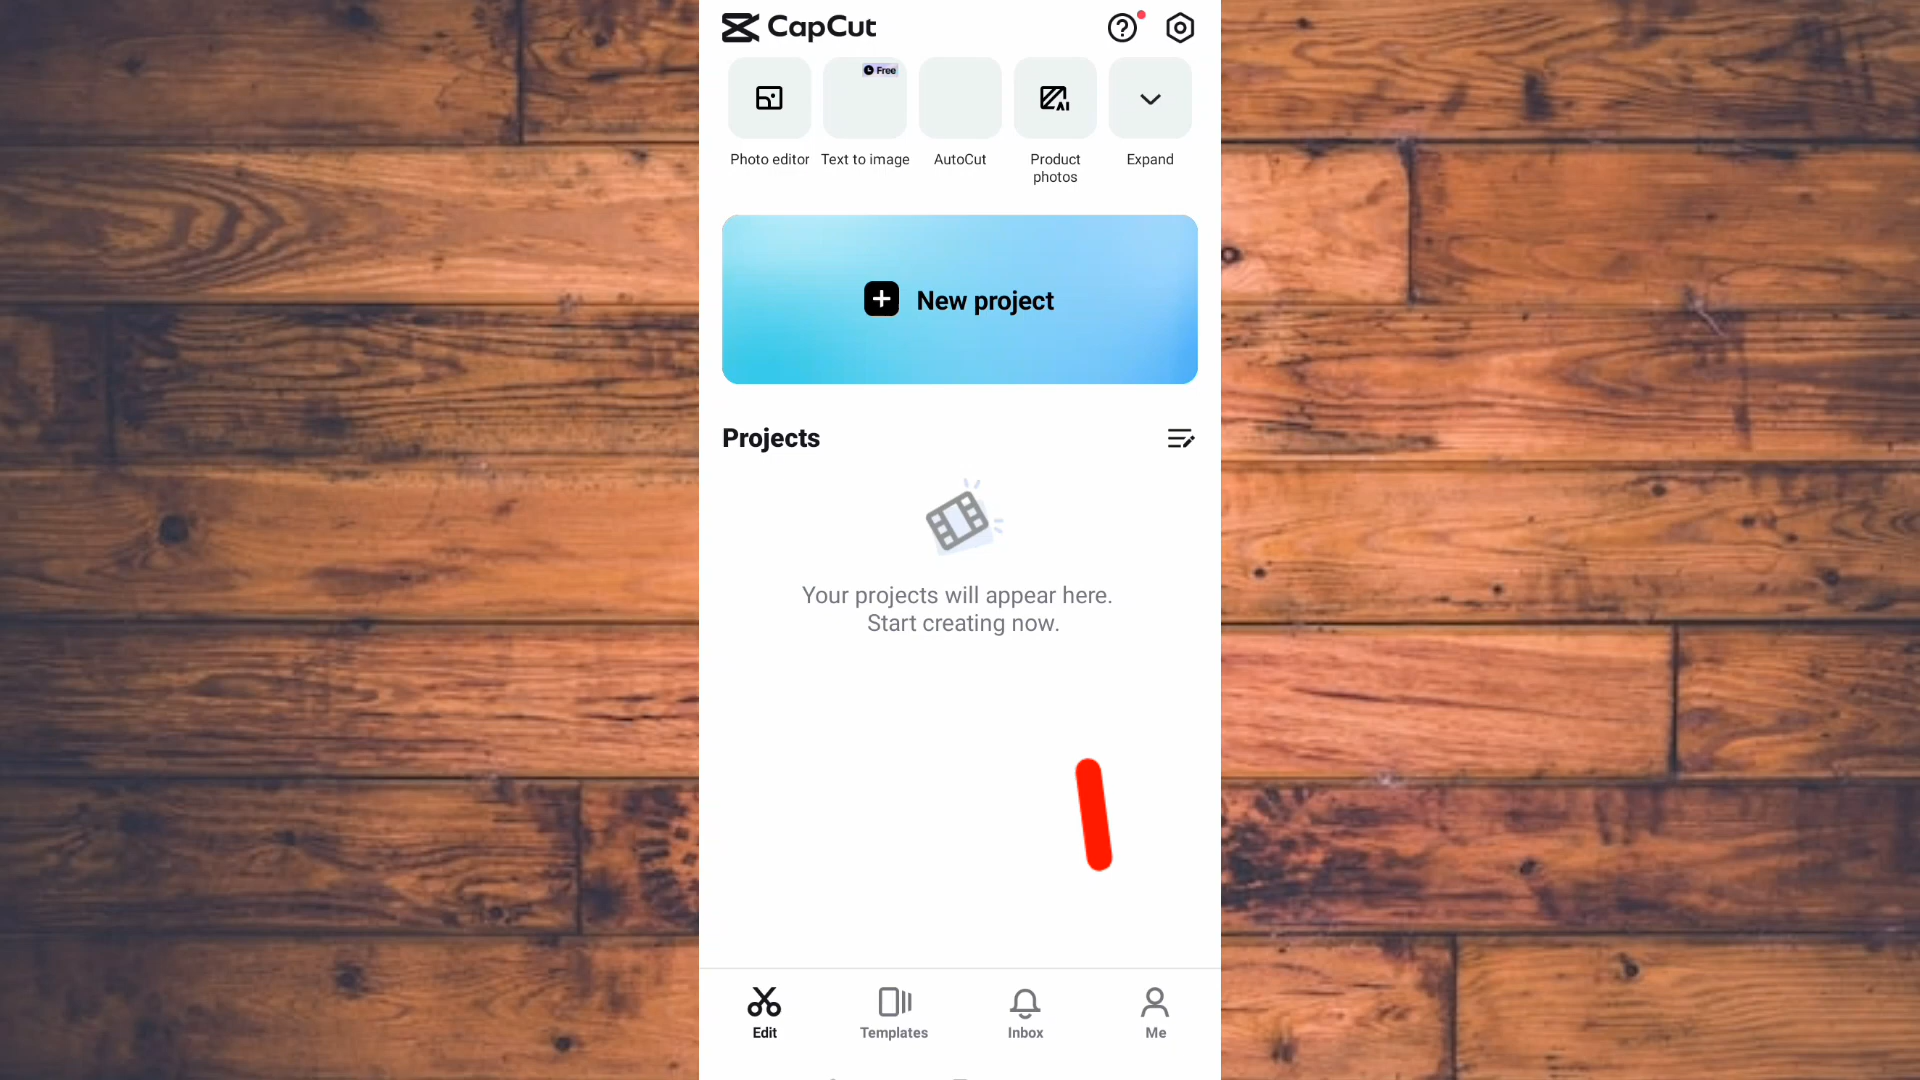 CapCut
Free
Photo editor
Text to image
AutoCut
Product
photos
Expand
New project
Projects
Your projects will appear here.
Start creating now.
Edit
Templates
Inbox
Me